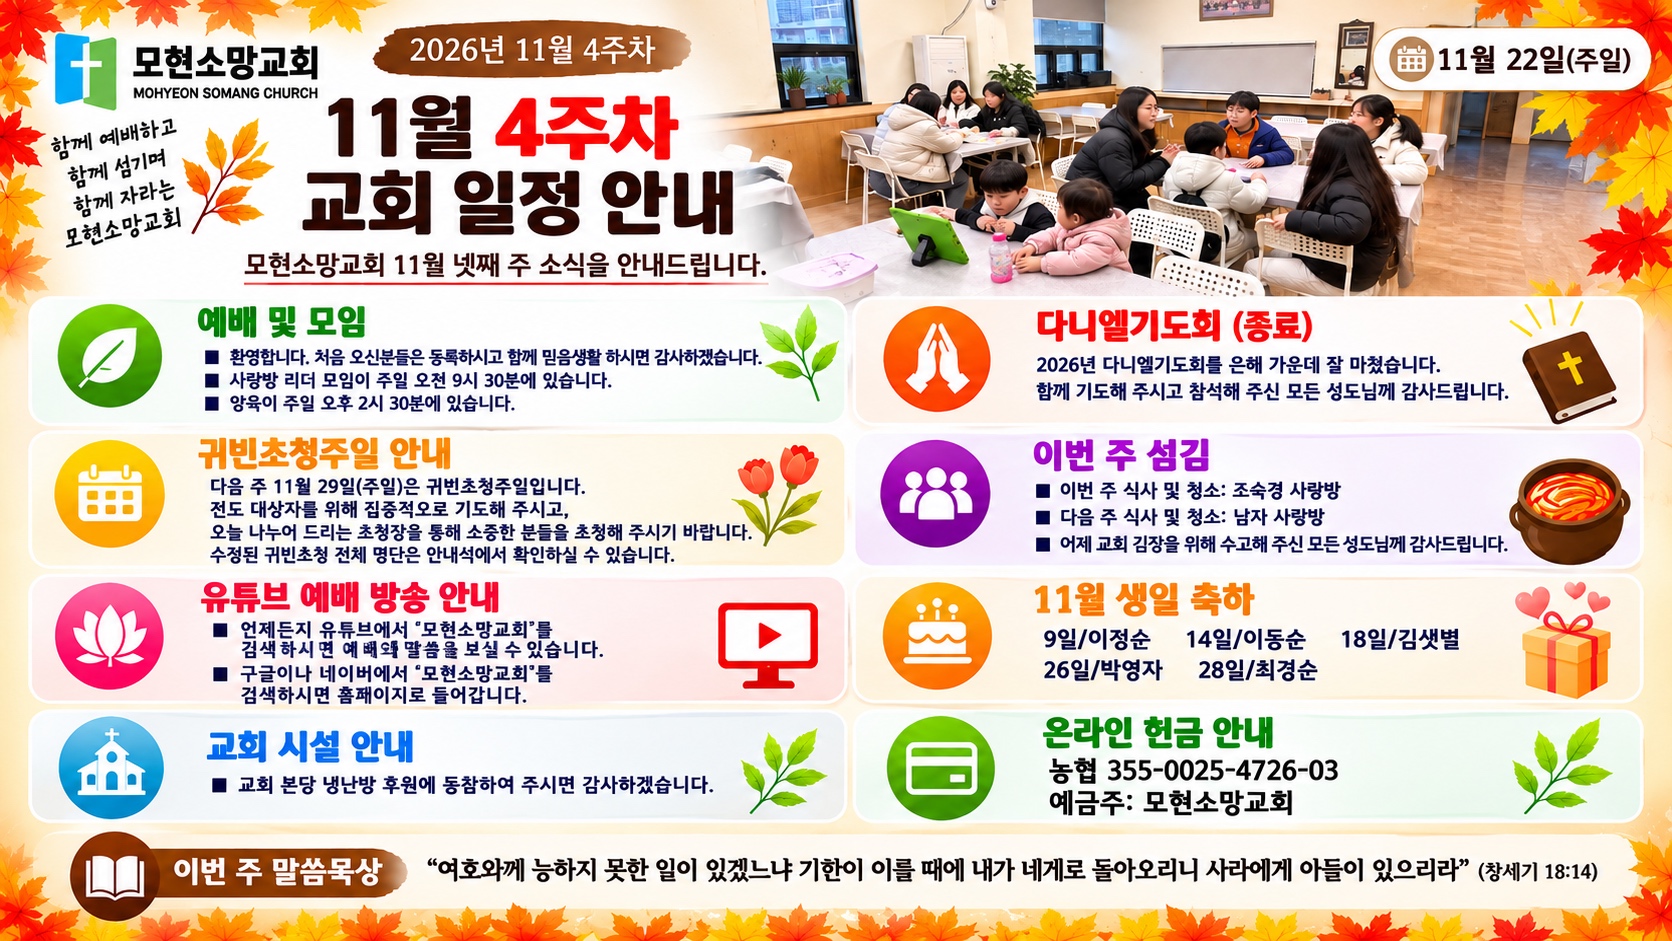 모현소망교회
MOHYEON SOMANG CHURCH
함께 예배하고
함께 섬기며
함께 자라는
모현소망교회
2026년 11월 4주차
11월 4주차
교회 일정 안내
모현소망교회 11월 넷째 주 소식을 안내드립니다.
11월 22일(주일)
예배 및 모임
■ 환영합니다. 처음 오신분들은 등록하시고 함께 믿음생활 하시면 감사하겠습니다.
■ 사랑방 리더 모임이 주일 오전 9시 30분에 있습니다.
■ 양육이 주일 오후 2시 30분에 있습니다.
다니엘기도회 (종료)
2026년 다니엘기도회를 은혜 가운데 잘 마쳤습니다.
함께 기도해 주시고 참석해 주신 모든 성도님께 감사드립니다.
귀빈초청주일 안내
다음 주 11월 29일(주일)은 귀빈초청주일입니다.
전도 대상자를 위해 집중적으로 기도해 주시고,
오늘 나누어 드리는 초청장을 통해 소중한 분들을 초청해 주시기 바랍니다.
수정된 귀빈초청 전체 명단은 안내석에서 확인하실 수 있습니다.
이번 주 섬김
■ 이번 주 식사 및 청소: 조숙경 사랑방
■ 다음 주 식사 및 청소: 남자 사랑방
■ 어제 교회 김장을 위해 수고해 주신 모든 성도님께 감사드립니다.
유튜브 예배 방송 안내
■ 언제든지 유튜브에서 "모현소망교회"를
검색하시면 예배와 말씀을 보실 수 있습니다.
■ 구글이나 네이버에서 "모현소망교회"를
검색하시면 홈페이지로 들어갑니다.
11월 생일 축하
9일/이정순 14일/이동순 18일/김샛별
26일/박영자 28일/최경순
교회 시설 안내
■ 교회 본당 냉난방 후원에 동참하여 주시면 감사하겠습니다.
온라인 헌금 안내
농협 355-0025-4726-03
예금주: 모현소망교회
이번 주 말씀묵상
“여호와께 능하지 못한 일이 있겠느냐 기한이 이를 때에 내가 네게로 돌아오리니 사라에게 아들이 있으리라” (창세기 18:14)